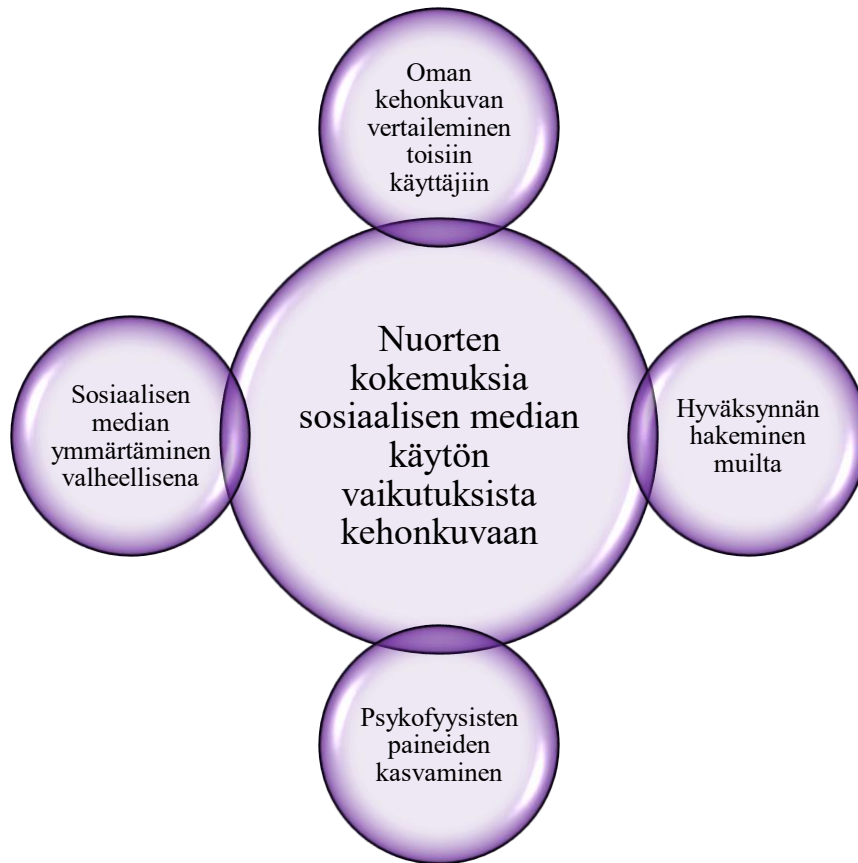 Oman
kehonkuvan
vertaileminen
toisiin
käyttäjiin
Nuorten
kokemuksia
sosiaalisen median
käytön
vaikutuksista
kehonkuvaan
Sosiaalisen
median
ymmärtäminen
valheellisena
Hyväksynnän
hakeminen
muilta
Psykofyysisten
paineiden
kasvaminen